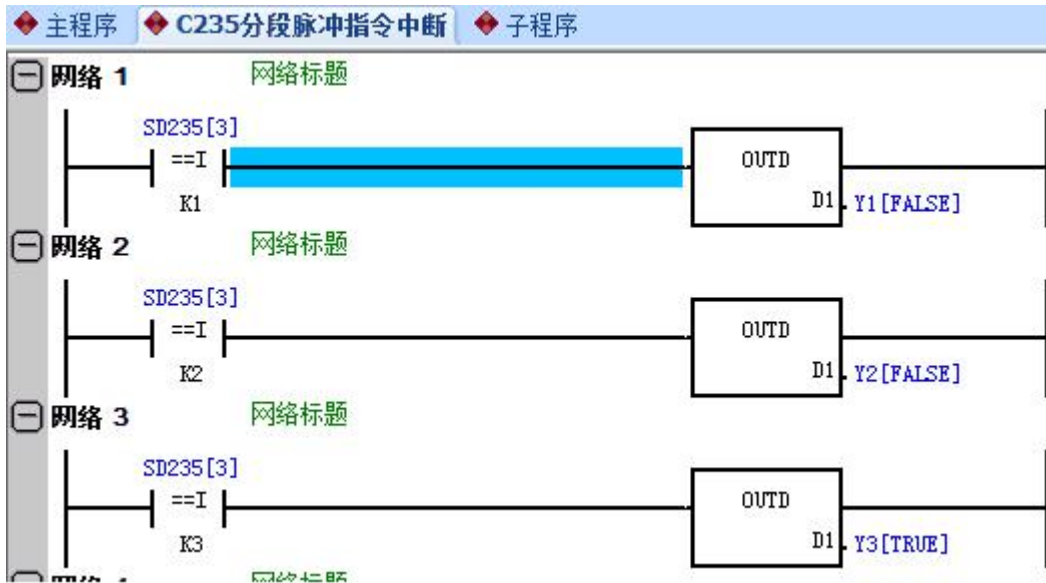 主程序 C235分段脉冲指令中断 子程序
网络 1 网络标题
SD235[3]
==I OUTD
K1 D1 Y1[FALSE]
网络 2 网络标题
SD235[3]
==I OUTD
K2 D1 Y2[FALSE]
网络 3 网络标题
SD235[3]
==I OUTD
K3 D1 Y3[TRUE]